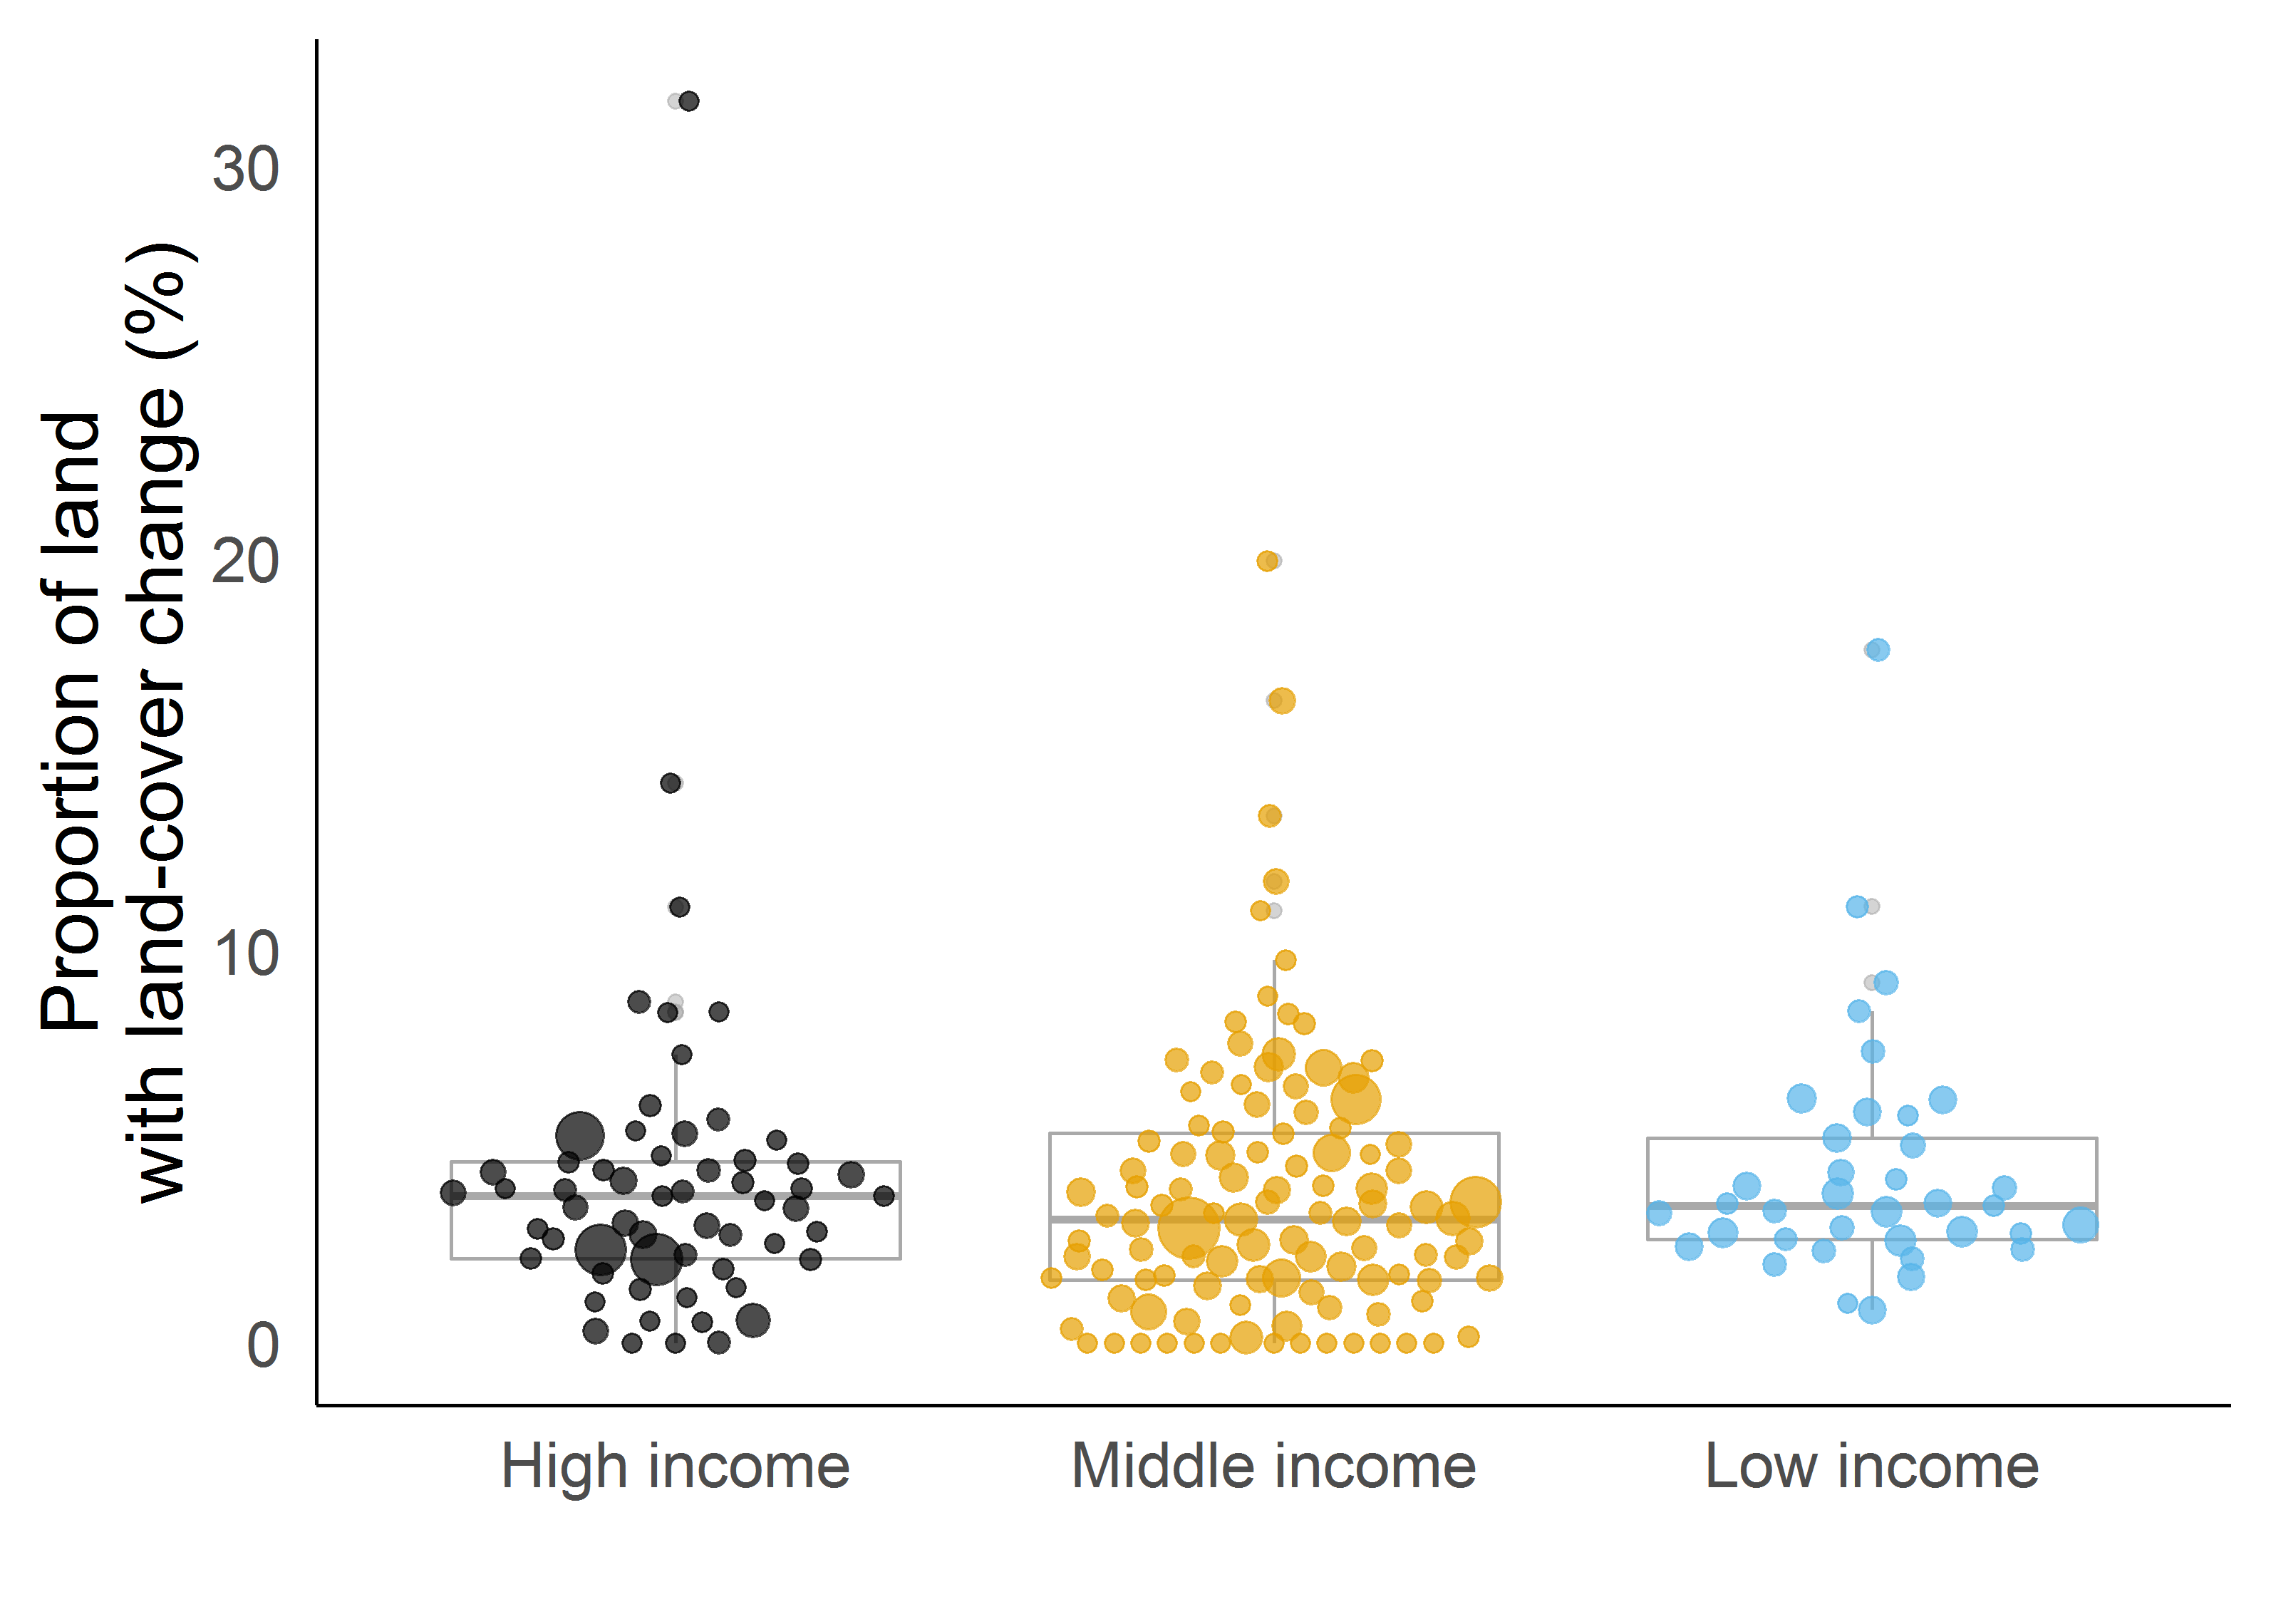 Proportion of land
with land-cover change (%)
30
20
10
0
High income
Middle income
Low income